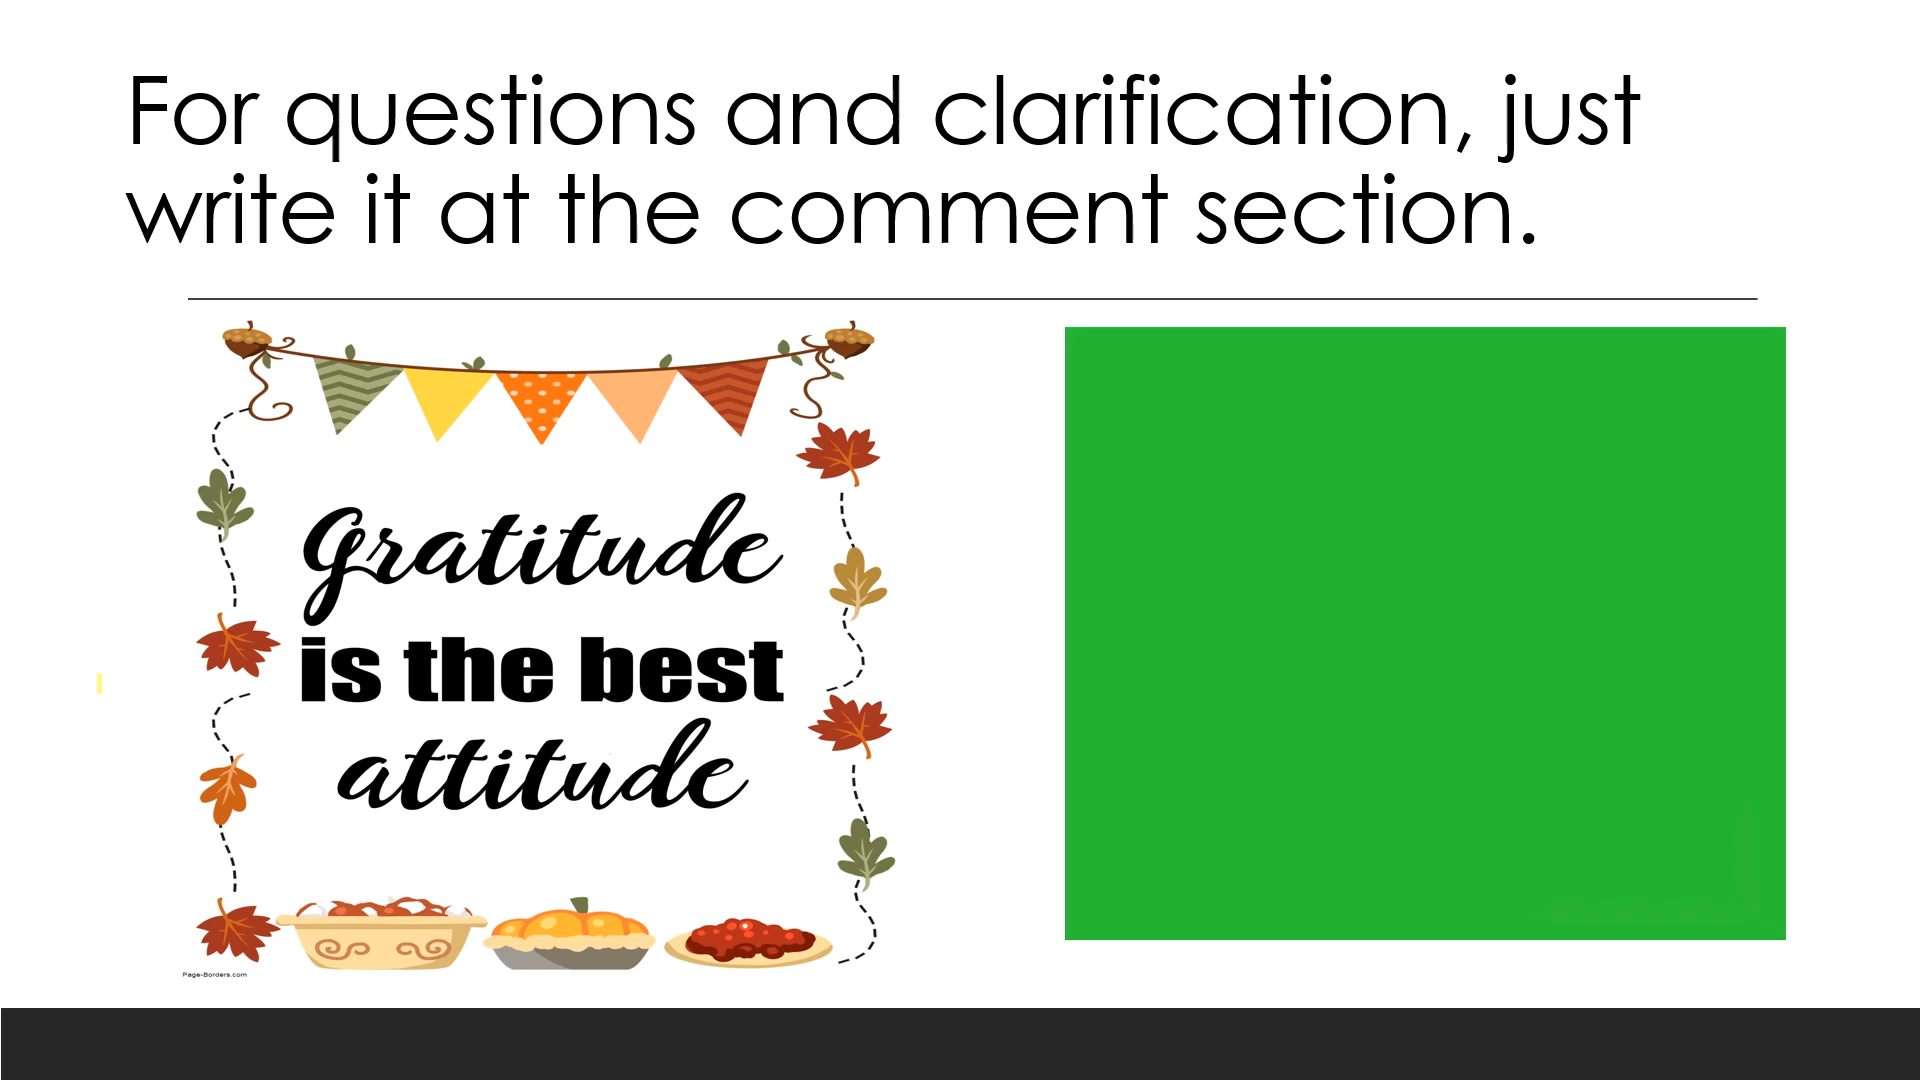 For questions and clarification, just
write it at the comment section.
Gratitude
is the best
attitude
Page-Borders.com